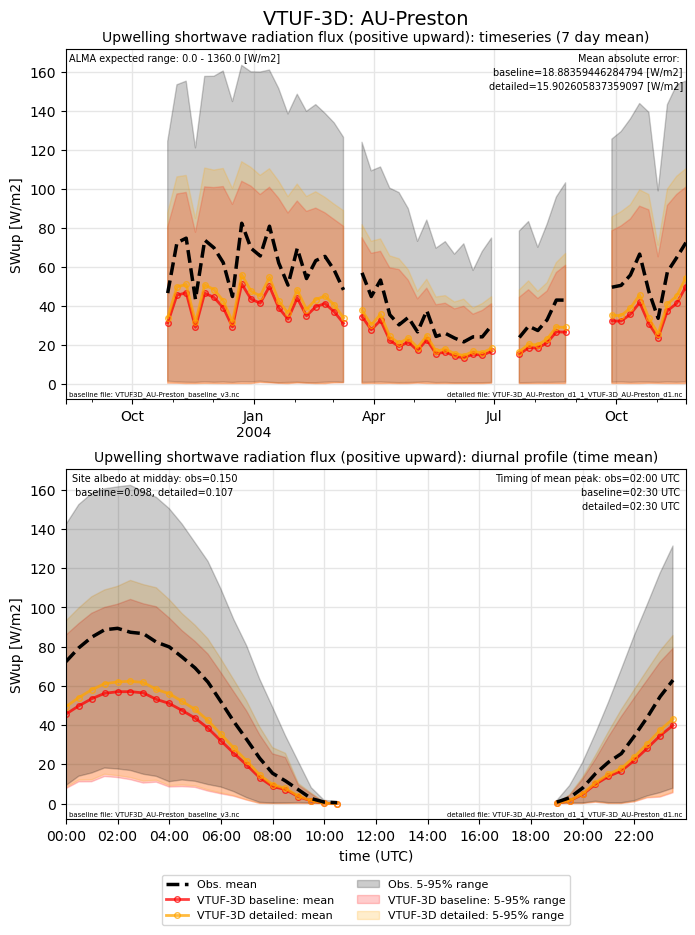 VTUF-3D: AU-Preston
Upwelling shortwave radiation flux (positive upward): timeseries (7 day mean)
ALMA expected range: 0.0 - 1360.0 [W/m2]
Mean absolute error:
baseline=18.88359446284794 [W/m2]
detailed=15.902605837359097 [W/m2]
SWup [W/m2]
160
140
120
100
80
60
40
20
0
baseline file: VTUF3D_AU-Preston_baseline_v3.nc
detailed file: VTUF-3D_AU-Preston_d1_1_VTUF-3D_AU-Preston_d1.nc
Oct Jan Apr Jul Oct
2004
Upwelling shortwave radiation flux (positive upward): diurnal profile (time mean)
Site albedo at midday: obs=0.150
baseline=0.098, detailed=0.107
Timing of mean peak: obs=02:00 UTC
baseline=02:30 UTC
detailed=02:30 UTC
SWup [W/m2]
160
140
120
100
80
60
40
20
0
baseline file: VTUF3D_AU-Preston_baseline_v3.nc
detailed file: VTUF-3D_AU-Preston_d1_1_VTUF-3D_AU-Preston_d1.nc
00:00 02:00 04:00 06:00 08:00 10:00 12:00 14:00 16:00 18:00 20:00 22:00
time (UTC)
Obs. mean
VTUF-3D baseline: mean
VTUF-3D detailed: mean
Obs. 5-95% range
VTUF-3D baseline: 5-95% range
VTUF-3D detailed: 5-95% range